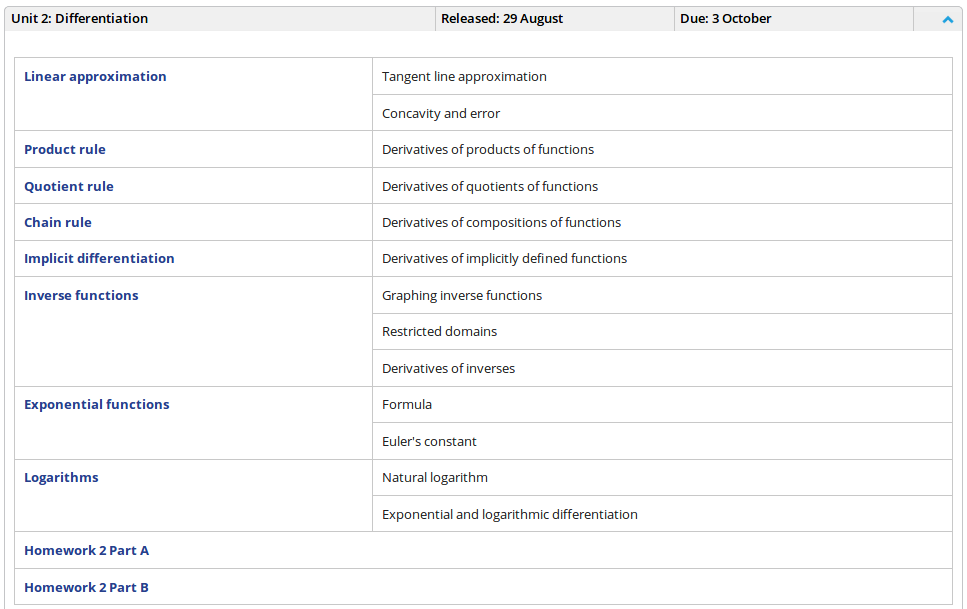 Unit 2: Differentiation Released: 29 August Due: 3 October
Linear approximation Tangent line approximation
Concavity and error
Product rule Derivatives of products of functions
Quotient rule Derivatives of quotients of functions
Chain rule Derivatives of compositions of functions
Implicit differentiation Derivatives of implicitly defined functions
Inverse functions Graphing inverse functions
Restricted domains
Derivatives of inverses
Exponential functions Formula
Euler's constant
Logarithms Natural logarithm
Exponential and logarithmic differentiation
Homework 2 Part A
Homework 2 Part B